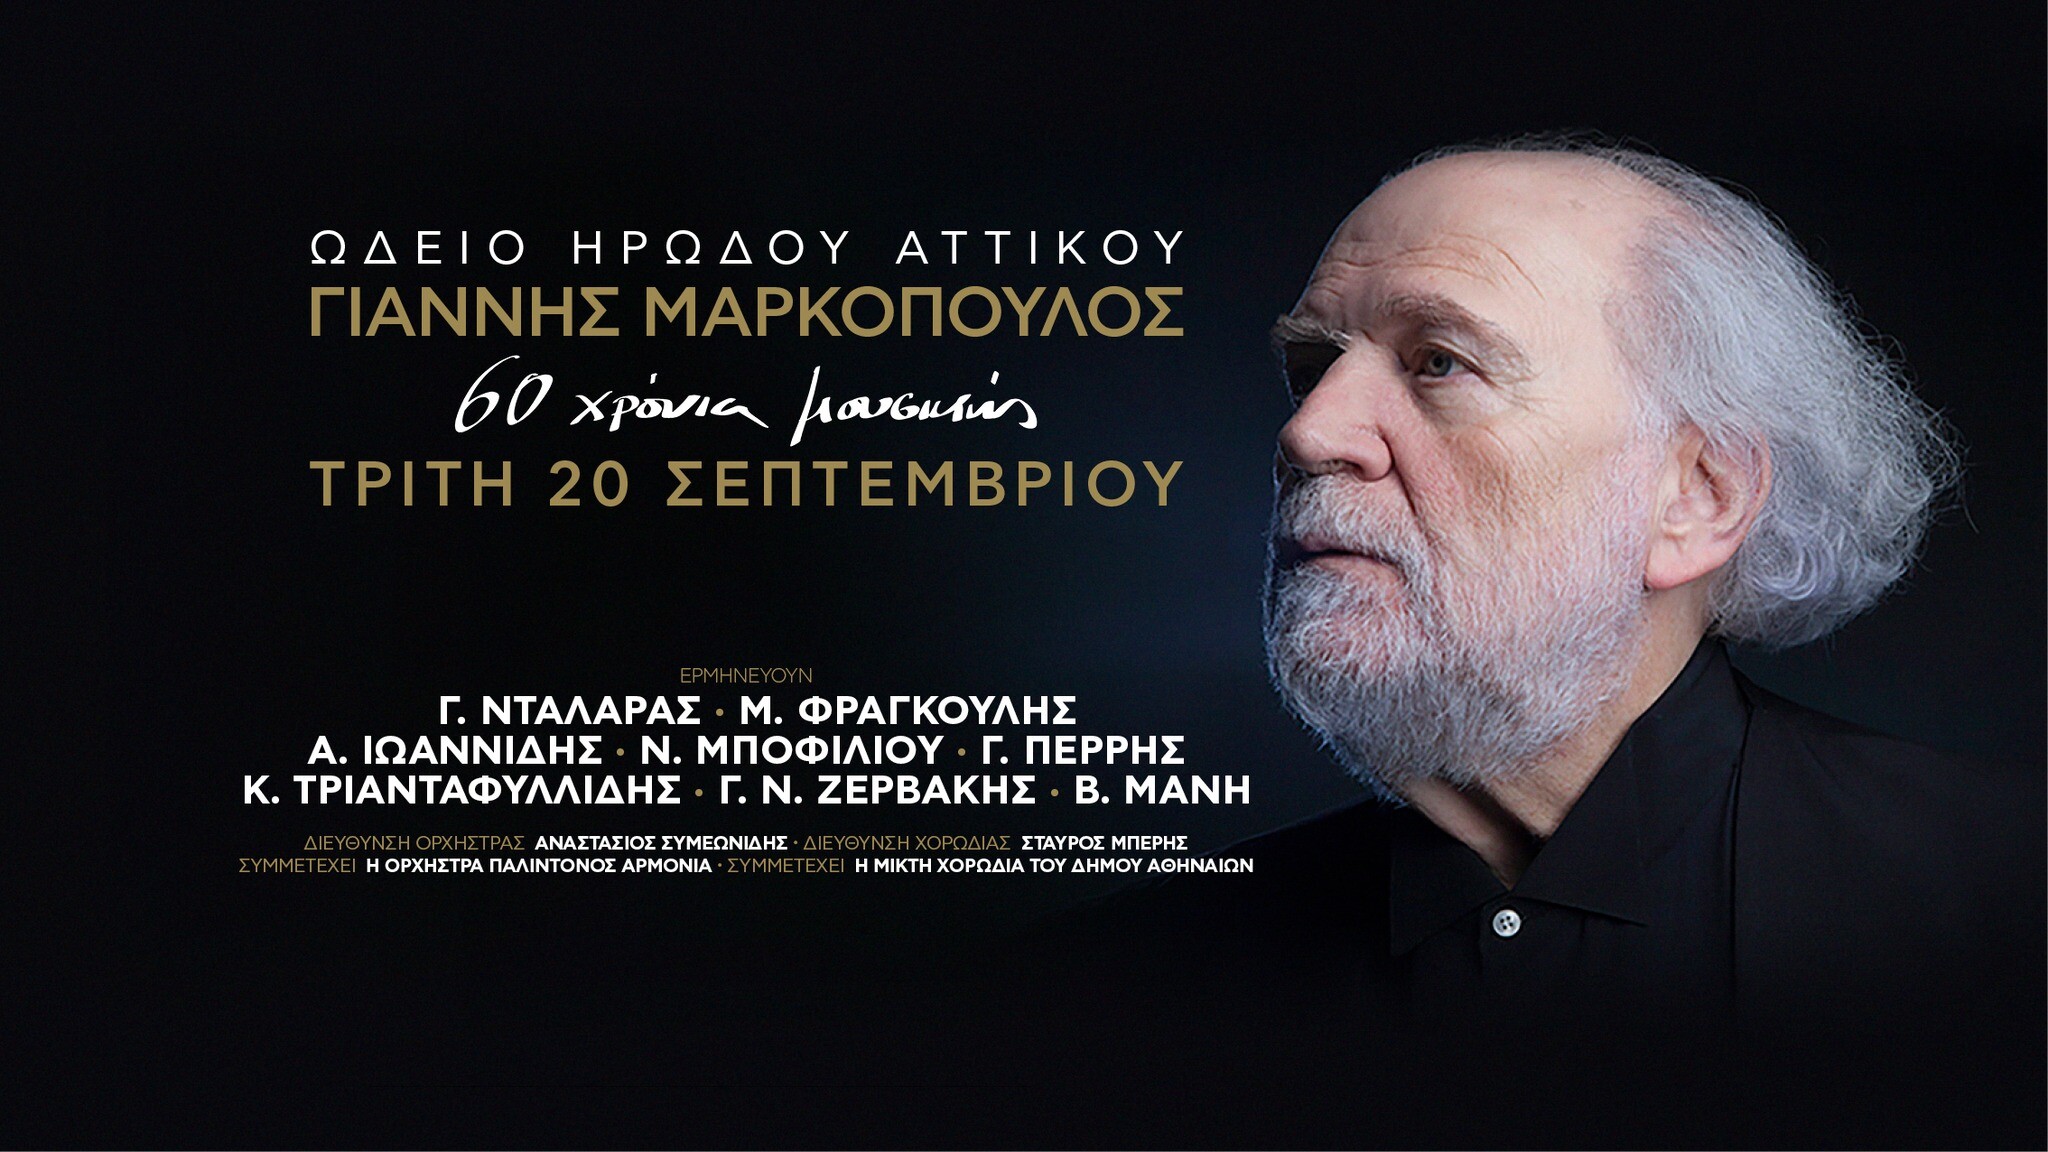 ΩΔΕΙΟ ΗΡΩΔΟΥ ΑΤΤΙΚΟΥ
ΓΙΑΝΝΗΣ ΜΑΡΚΟΠΟΥΛΟΣ
60 χρόνια μουσικής
ΤΡΙΤΗ 20 ΣΕΠΤΕΜΒΡΙΟΥ
ΕΡΜΗΝΕΥΟΥΝ
Γ. ΝΤΑΛΑΡΑΣ · Μ. ΦΡΑΓΚΟΥΛΗΣ
Α. ΙΩΑΝΝΙΔΗΣ · Ν. ΜΠΟΦΙΛΙΟΥ · Γ. ΠΕΡΡΗΣ
Κ. ΤΡΙΑΝΤΑΦΥΛΛΙΔΗΣ · Γ. Ν. ΖΕΡΒΑΚΗΣ · Β. ΜΑΝΗ
ΔΙΕΥΘΥΝΣΗ ΟΡΧΗΣΤΡΑΣ ΑΝΑΣΤΑΣΙΟΣ ΣΥΜΕΩΝΙΔΗΣ · ΔΙΕΥΘΥΝΣΗ ΧΟΡΩΔΙΑΣ ΣΤΑΥΡΟΣ ΜΠΕΡΗΣ
ΣΥΜΜΕΤΕΧΕΙ Η ΟΡΧΗΣΤΡΑ ΠΑΛΙΝΤΟΝΟΣ ΑΡΜΟΝΙΑ · ΣΥΜΜΕΤΕΧΕΙ Η ΜΙΚΤΗ ΧΟΡΩΔΙΑ ΤΟΥ ΔΗΜΟΥ ΑΘΗΝΑΙΩΝ